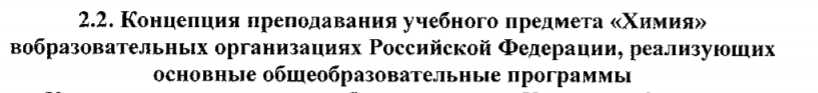 2.2. Концепция преподавания учебного предмета «Химия»
вобразовательных организациях Российской Федерации, реализующих
основные общеобразовательные программы